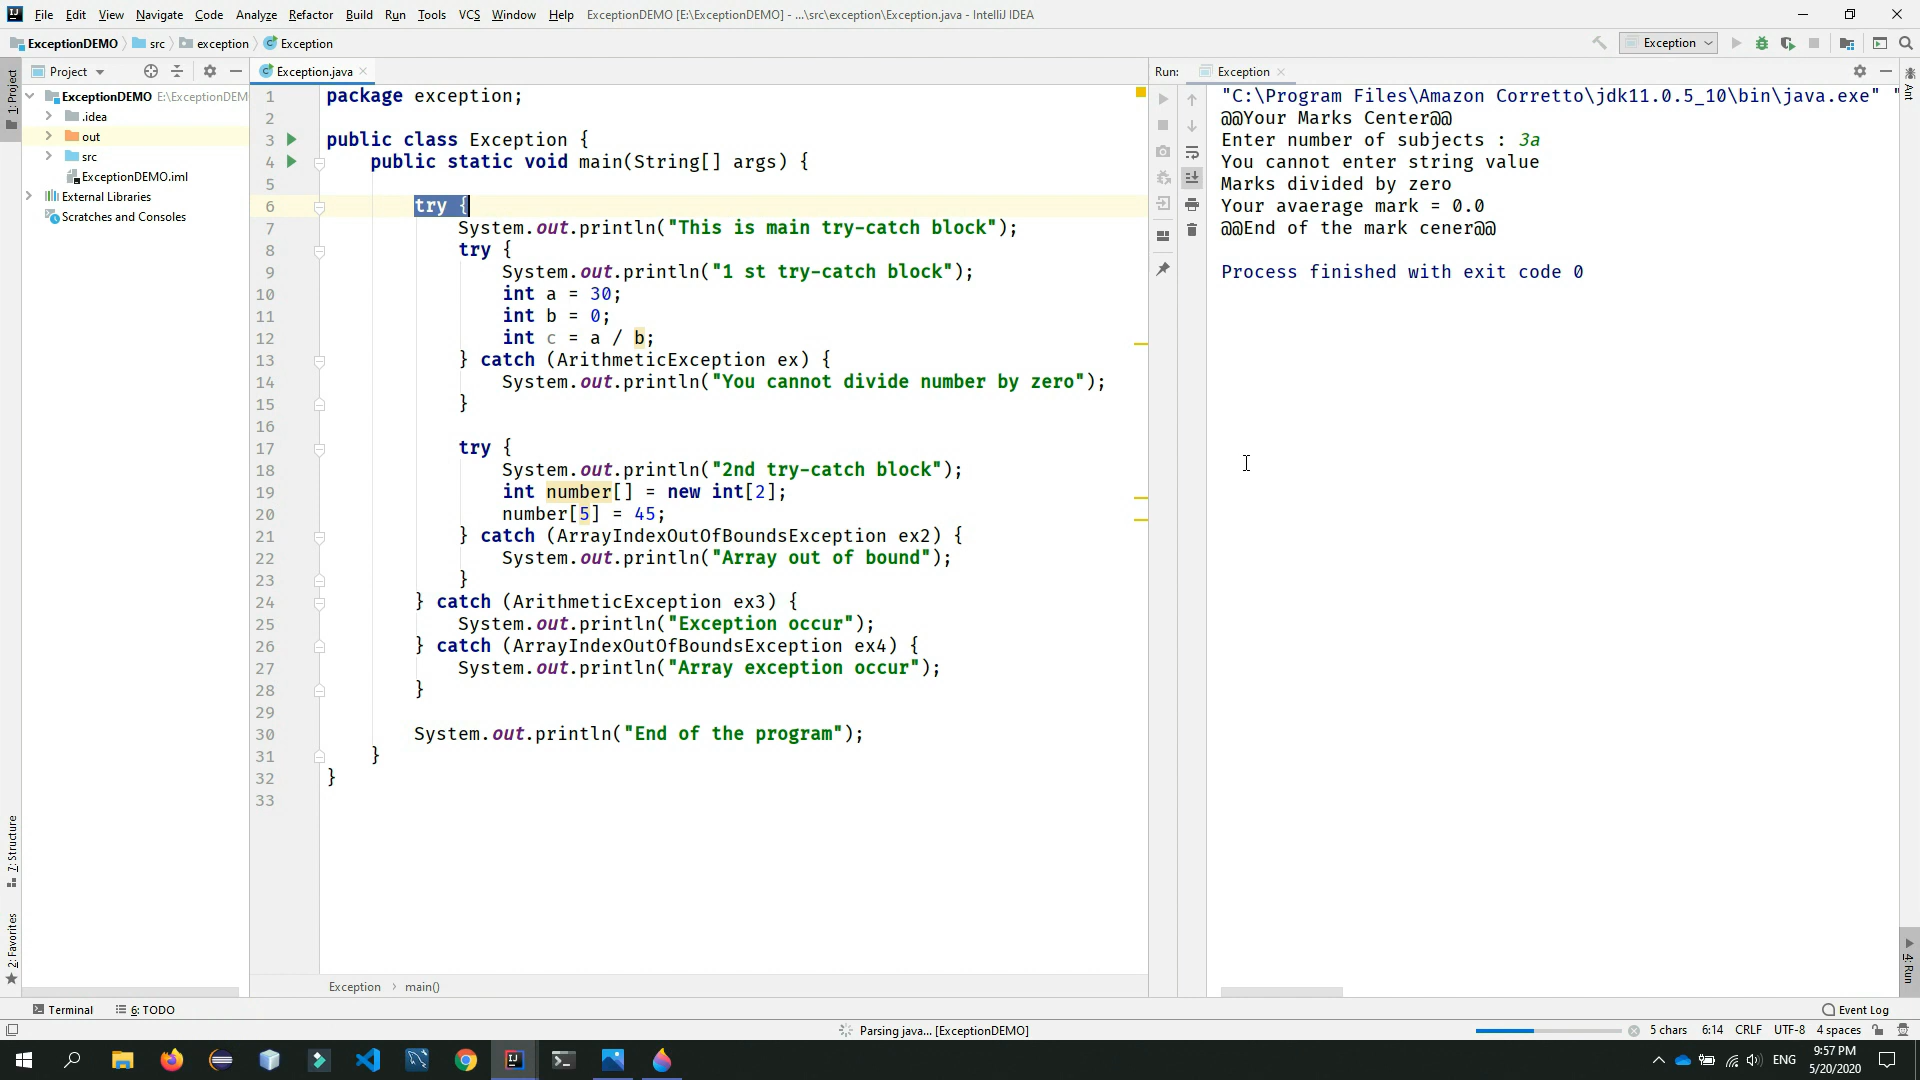 File Edit View Navigate Code Analyze Refactor Build Run Tools VCS Window Help ExceptionDEMO [E:\ExceptionDEMO] - ...\src\exception\Exception.java - IntelliJ IDEA
ExceptionDEMO src exception Exception
Exception
1: Project
Project
ExceptionDEMO E:\ExceptionDEM
.idea
out
src
ExceptionDEMO.iml
External Libraries
Scratches and Consoles
7: Structure
2: Favorites
Exception.java
1 package exception;
2
3 public class Exception {
4 public static void main(String[] args) {
5
6 try {
7 System.out.println("This is main try-catch block");
8 try {
9 System.out.println("1 st try-catch block");
10 int a = 30;
11 int b = 0;
12 int c = a / b;
13 } catch (ArithmeticException ex) {
14 System.out.println("You cannot divide number by zero");
15 }
16
17 try {
18 System.out.println("2nd try-catch block");
19 int number[] = new int[2];
20 number[5] = 45;
21 } catch (ArrayIndexOutOfBoundsException ex2) {
22 System.out.println("Array out of bound");
23 }
24 } catch (ArithmeticException ex3) {
25 System.out.println("Exception occur");
26 } catch (ArrayIndexOutOfBoundsException ex4) {
27 System.out.println("Array exception occur");
28 }
29
30 System.out.println("End of the program");
31 }
32 }
33
Exception main()
Run: Exception
"C:\Program Files\Amazon Corretto\jdk11.0.5_10\bin\java.exe" "
@@Your Marks Center@@
Enter number of subjects : 3a
You cannot enter string value
Marks divided by zero
Your avaerage mark = 0.0
@@End of the mark cener@@
Process finished with exit code 0
Ant
4: Run
Terminal 6: TODO Event Log
Parsing java... [ExceptionDEMO] 5 chars 6:14 CRLF UTF-8 4 spaces
ENG
9:57 PM
5/20/2020